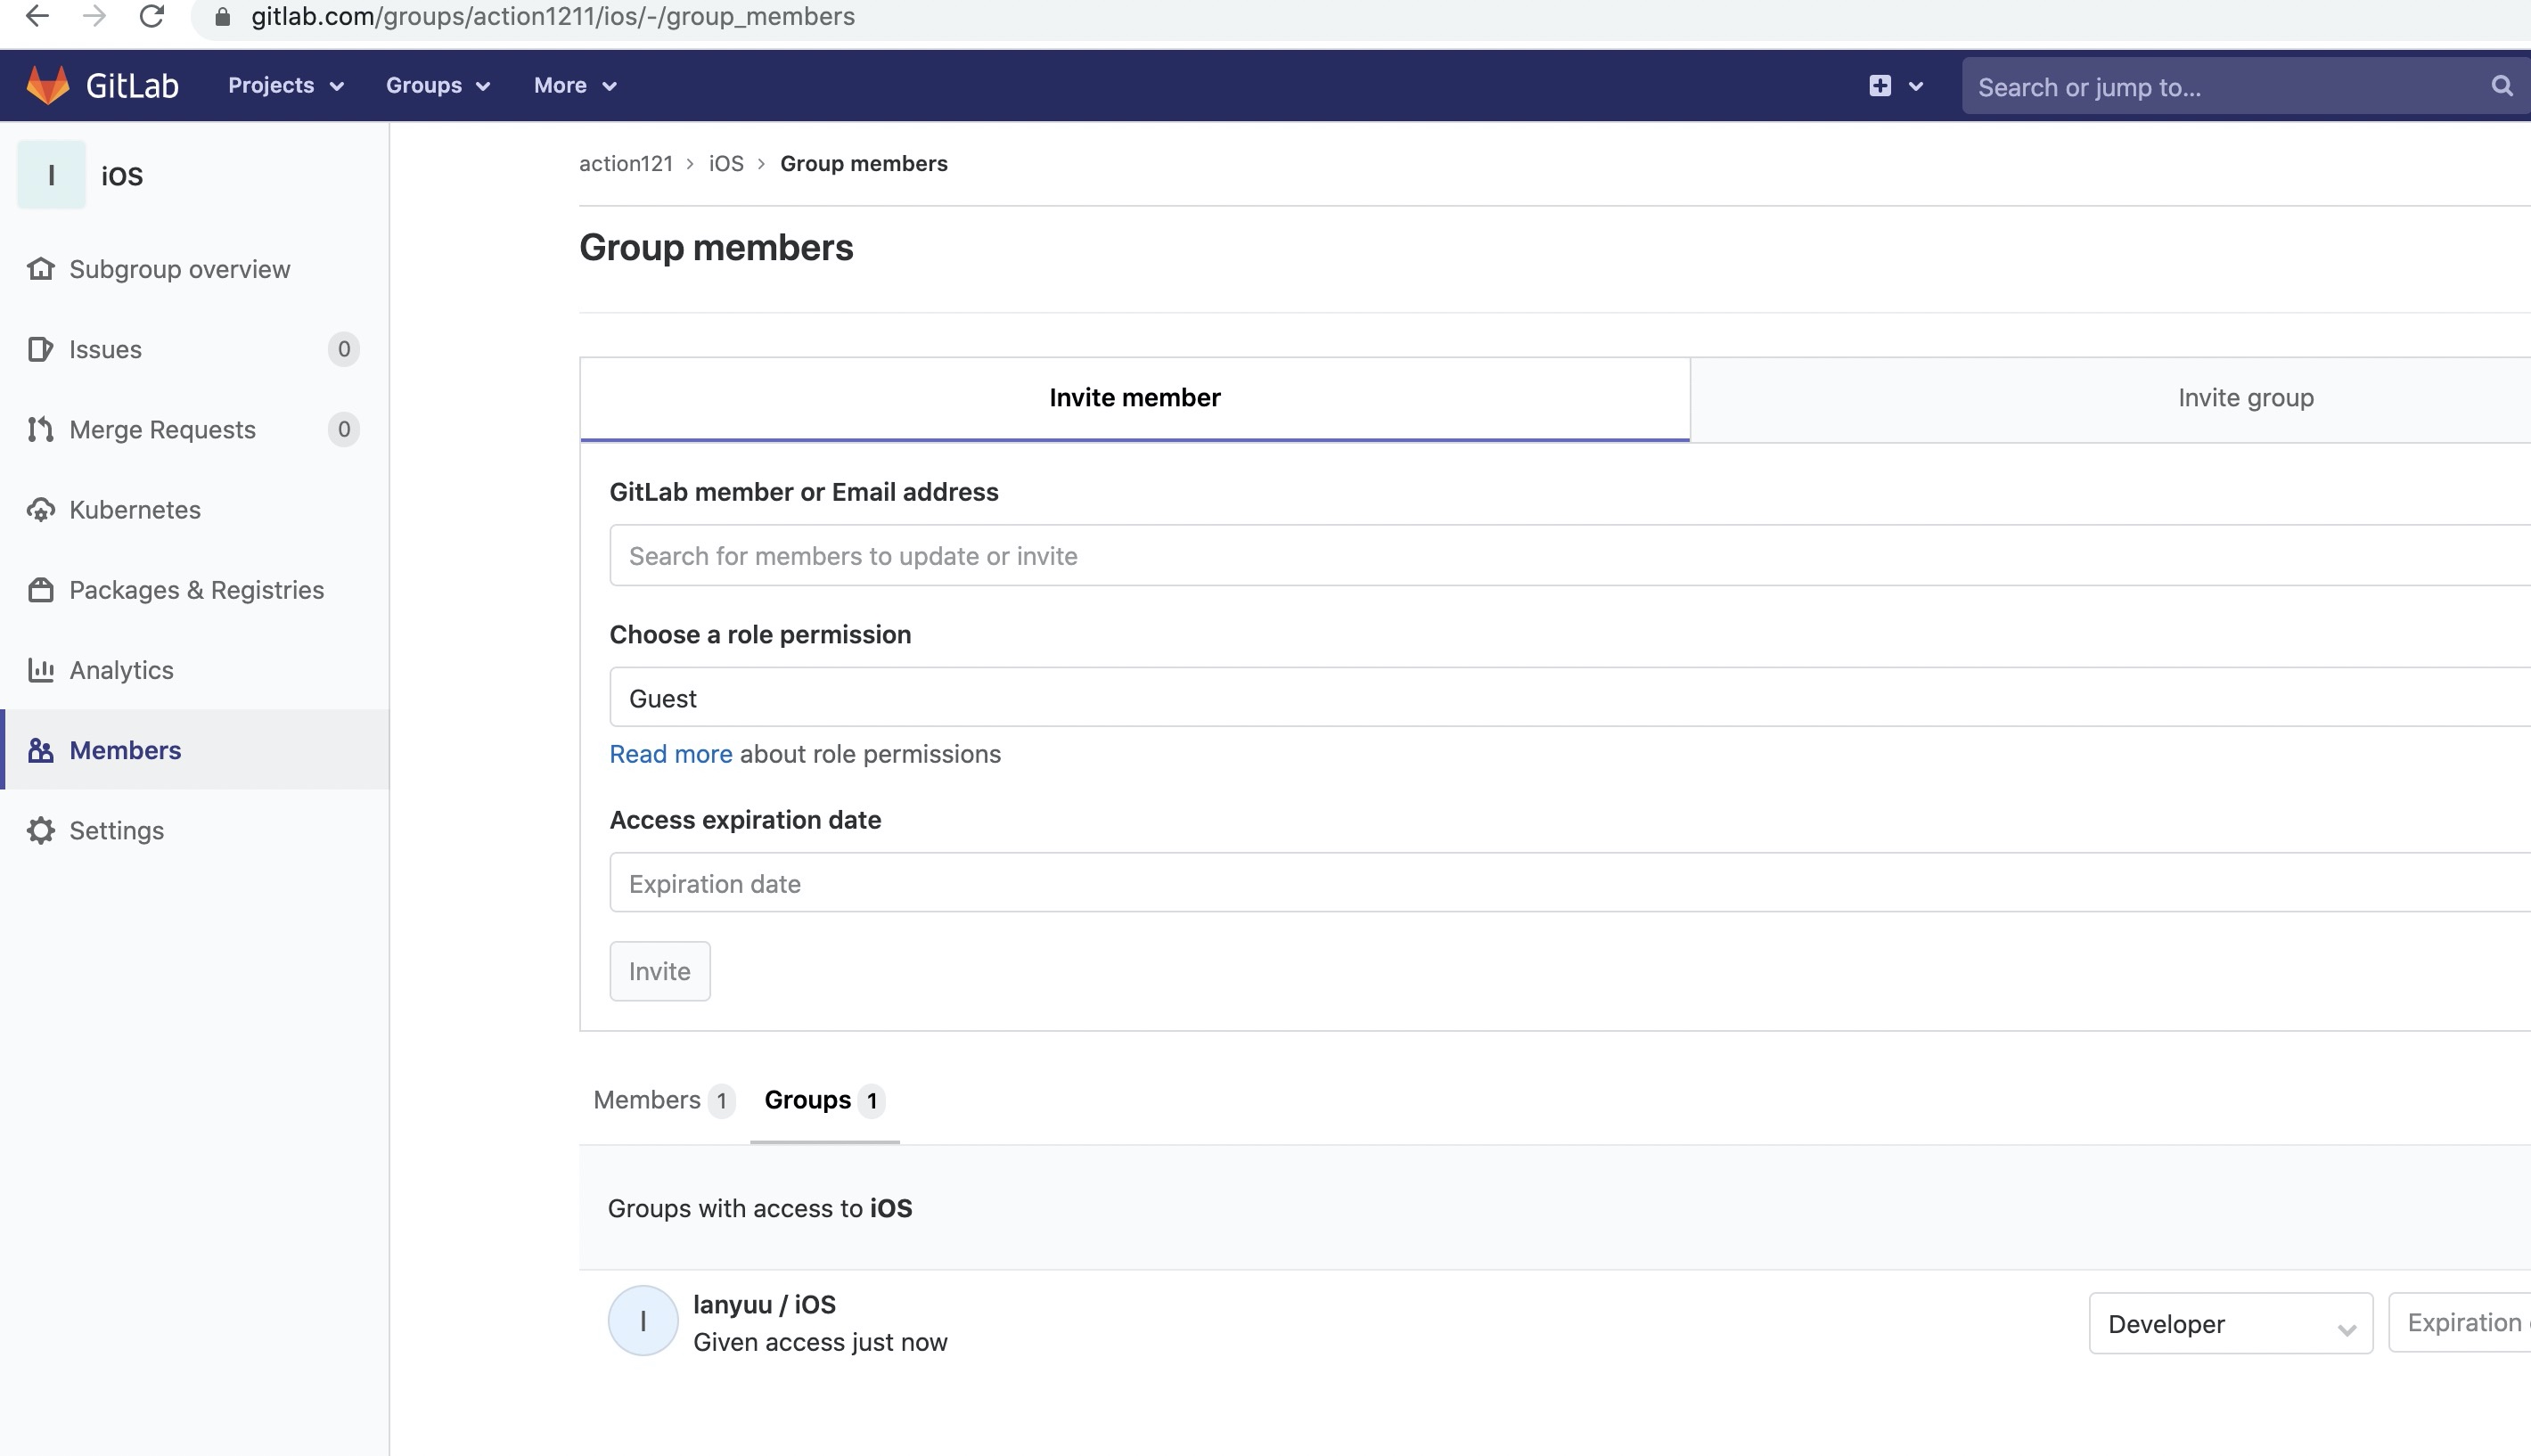 gitlab.com/groups/action1211/ios/-/group_members
GitLab Projects Groups More Search or jump to...
I iOS
Subgroup overview
Issues 0
Merge Requests 0
Kubernetes
Packages & Registries
Analytics
Members
Settings
action121 > iOS > Group members
Group members
Invite member Invite group
GitLab member or Email address
Search for members to update or invite
Choose a role permission
Guest
Read more about role permissions
Access expiration date
Expiration date
Invite
Members 1 Groups 1
Groups with access to iOS
I lanyuu / iOS
Given access just now
Developer Expiration